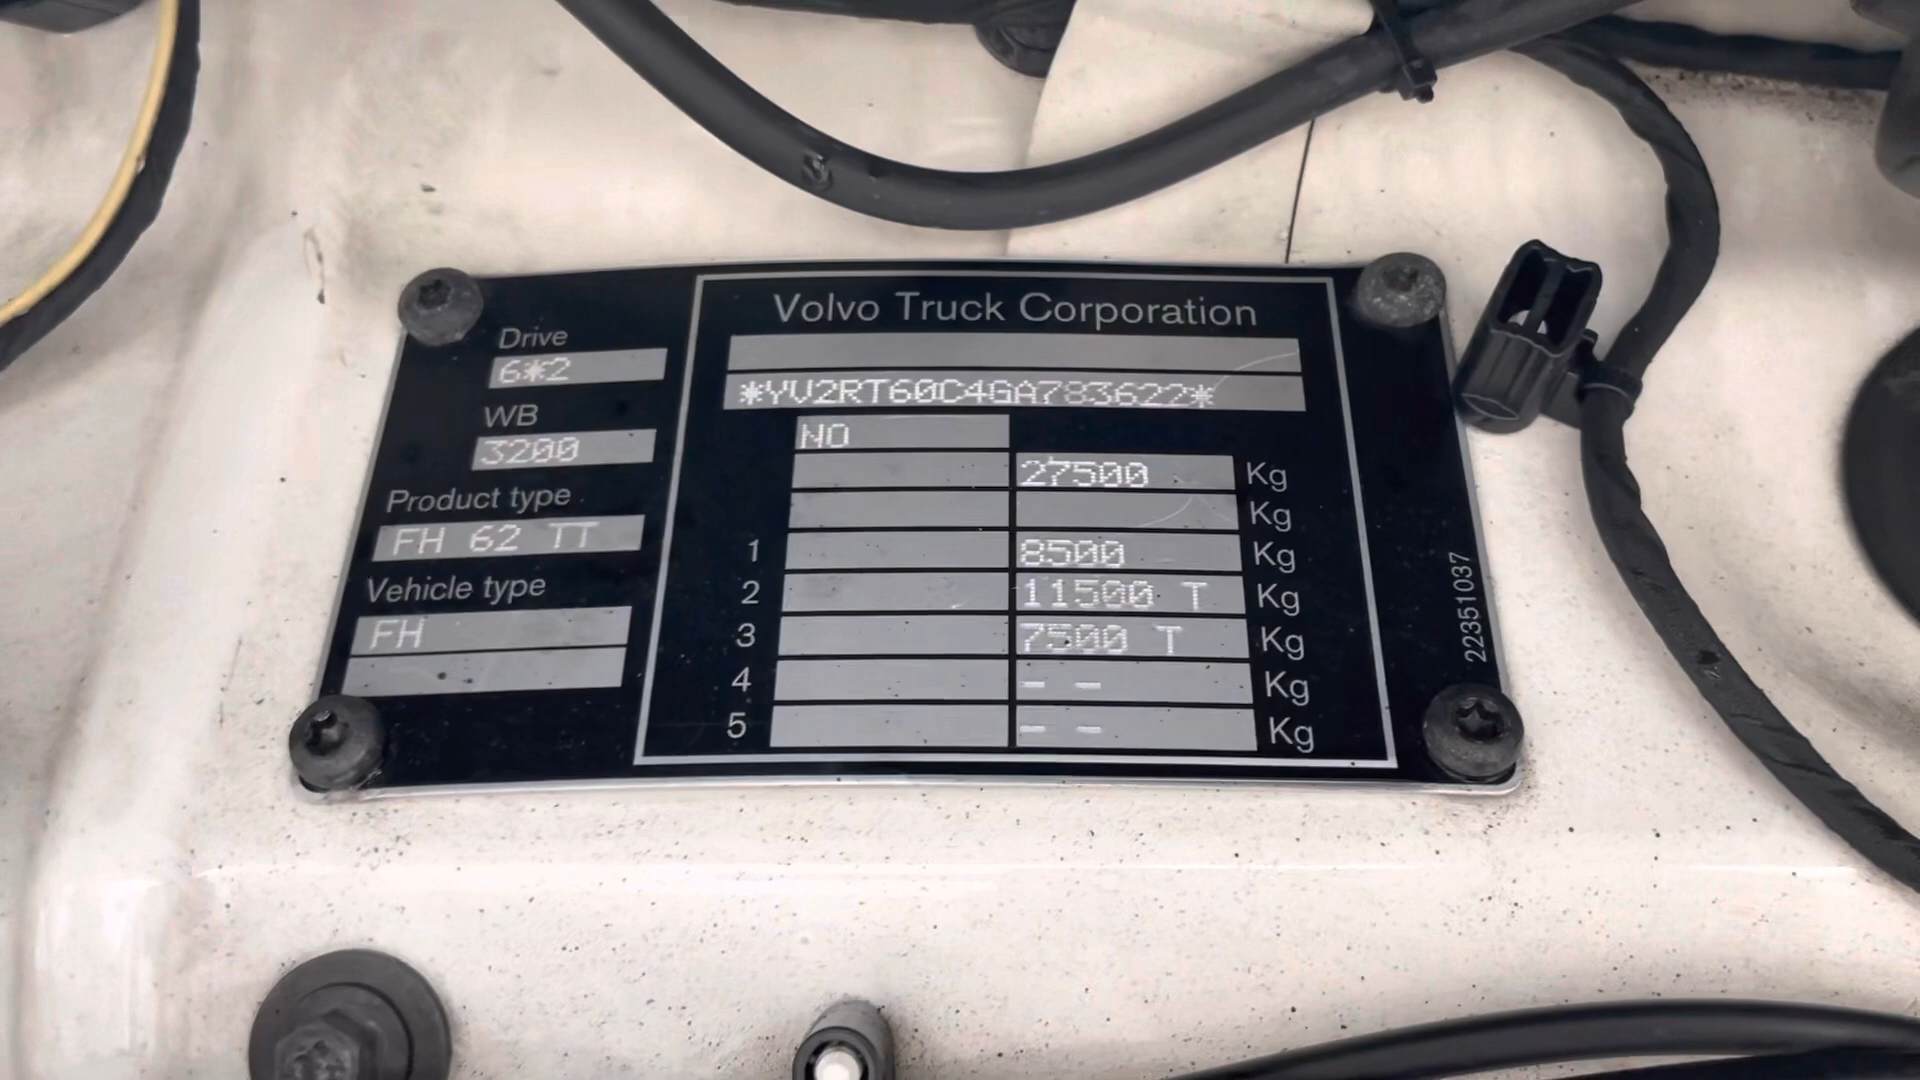 Volvo Truck Corporation
Drive
6*2
WB
3200
Product type
FH 62 TT
Vehicle type
FH
*YV2RT60C4GA783622*
NO
27500 Kg
Kg
1 8500 Kg
2 11500 T Kg
3 7500 T Kg
4 - - Kg
5 - - Kg
22351037